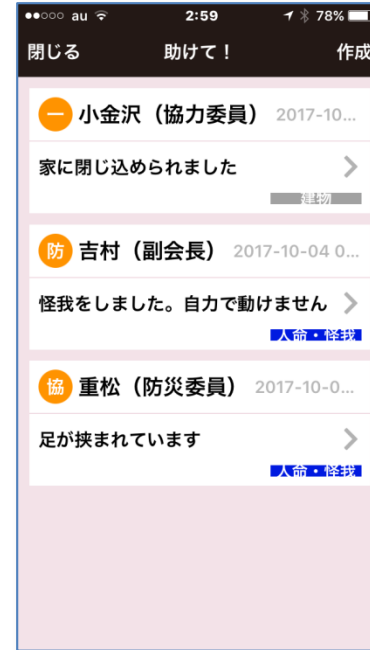 au 2:59 78%
閉じる 助けて！ 作成
一 小金沢（協力委員） 2017-10...
家に閉じ込められました
建物
防 吉村（副会長） 2017-10-04 0...
怪我をしました。自力で動けません
人命・怪我
協 重松（防災委員） 2017-10-0...
足が挟まれています
人命・怪我